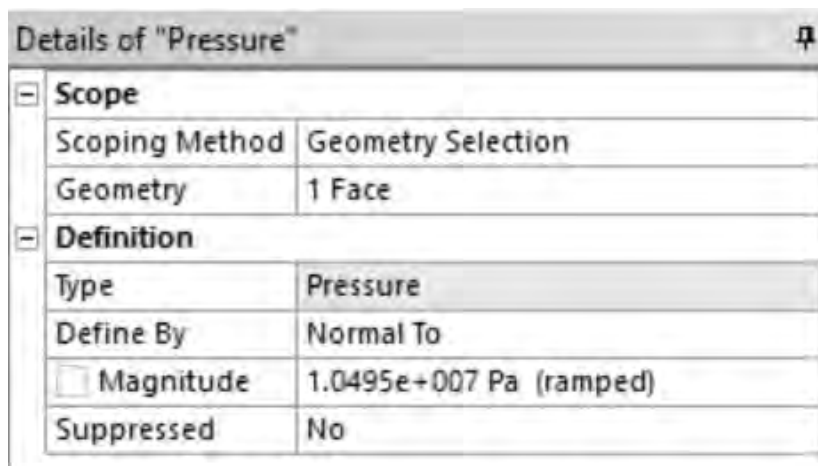 Details of "Pressure"
Scope
Scoping Method Geometry Selection
Geometry 1 Face
Definition
Type Pressure
Define By Normal To
Magnitude 1.0495e+007 Pa (ramped)
Suppressed No